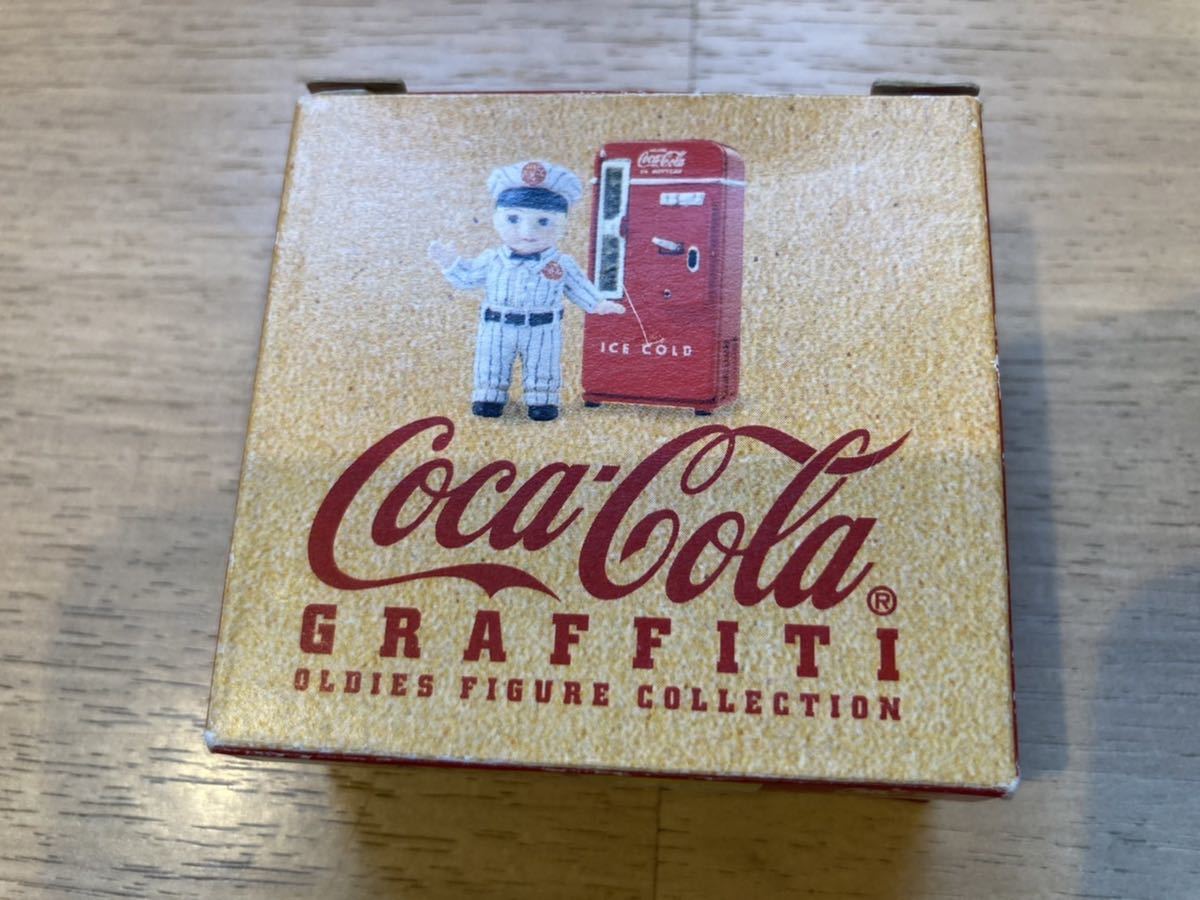 Coca-Cola
ICE COLD
Coca-Cola®
GRAFFITI
OLDIES FIGURE COLLECTION